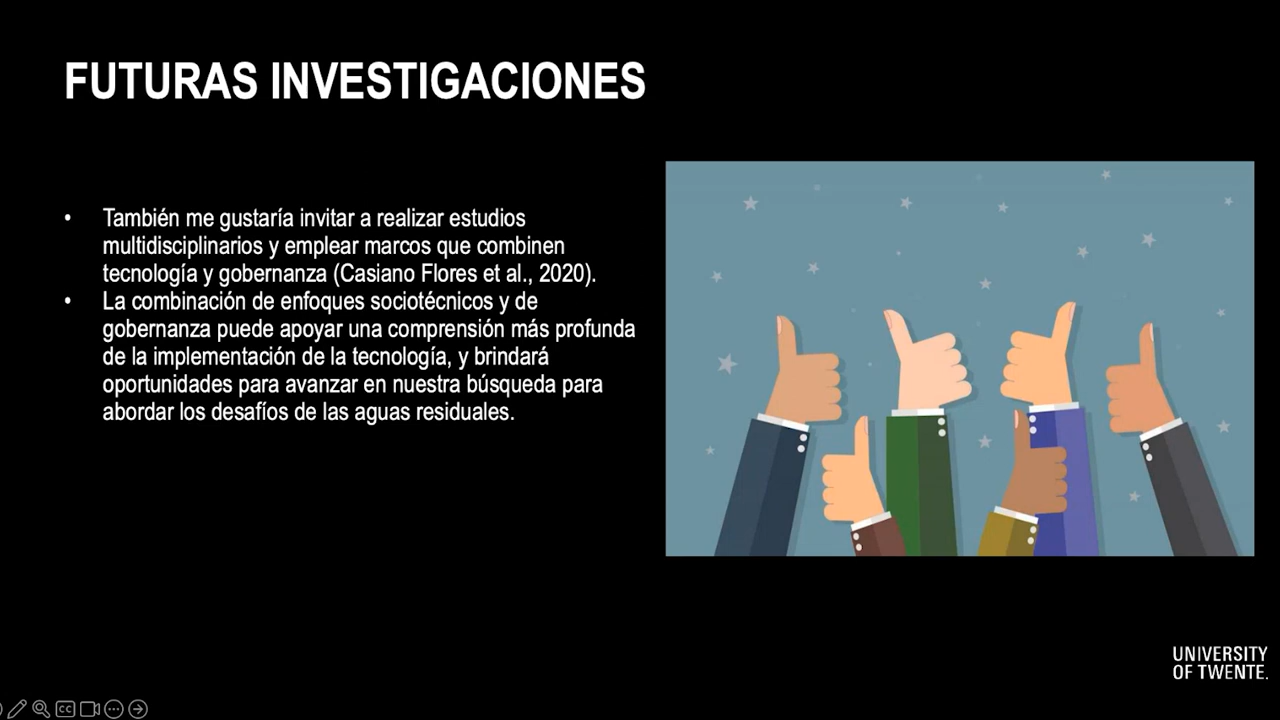 FUTURAS INVESTIGACIONES
• También me gustaría invitar a realizar estudios
multidisciplinarios y emplear marcos que combinen
tecnología y gobernanza (Casiano Flores et al., 2020).
• La combinación de enfoques sociotécnicos y de
gobernanza puede apoyar una comprensión más profunda
de la implementación de la tecnología, y brindará
oportunidades para avanzar en nuestra búsqueda para
abordar los desafíos de las aguas residuales.
UNIVERSITY
OF TWENTE.
CC